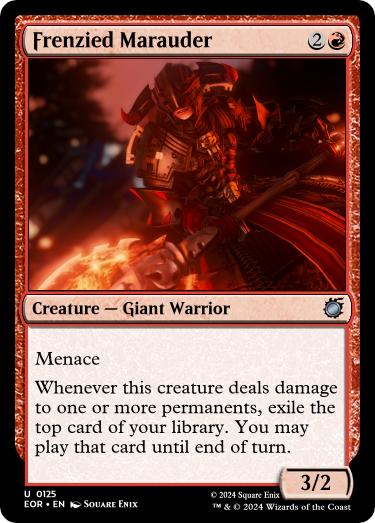 Frenzied Marauder 2
Creature — Giant Warrior
Menace
Whenever this creature deals damage
to one or more permanents, exile the
top card of your library. You may
play that card until end of turn.
3/2
U 0125
EOR • EN Square Enix
© 2024 Square Enix
™ & © 2024 Wizards of the Coast